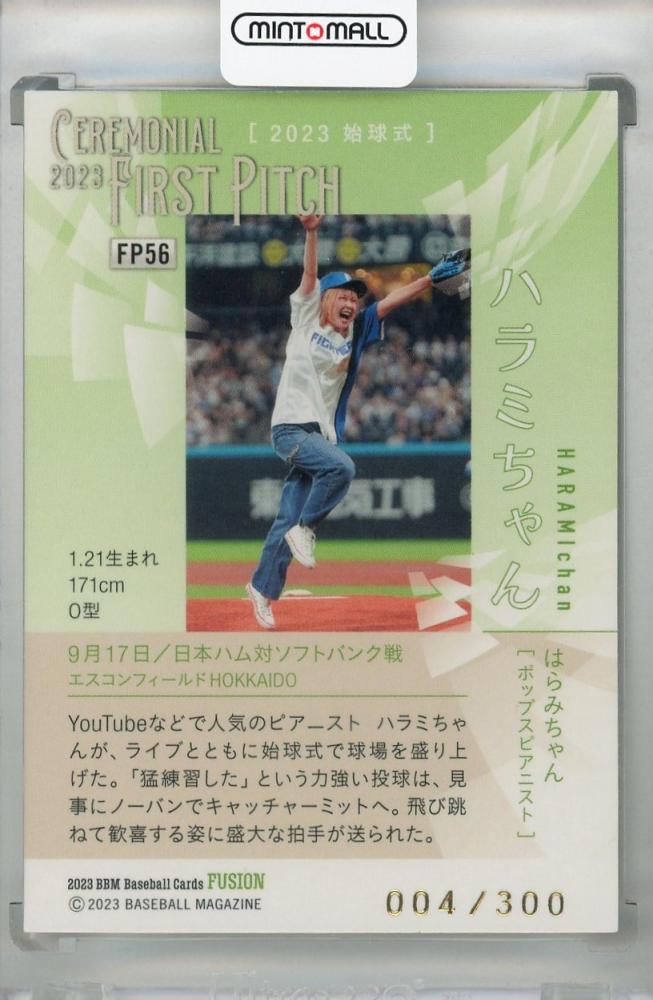 MINTMALL
CEREMONIAL
2023 FIRST PITCH
[ 2023 始球式 ]
FP56
FIGHTERS
ハラミちゃん
HARAMIchan
はらみちゃん
[ポップスピアニスト]
1.21生まれ
171cm
O型
9月17日／日本ハム対ソフトバンク戦
エスコンフィールドHOKKAIDO
YouTubeなどで人気のピアニスト ハラミちゃ
んが、ライブとともに始球式で球場を盛り上
げた。「猛練習した」という力強い投球は、見
事にノーバンでキャッチャーミットへ。飛び跳
ねて歓喜する姿に盛大な拍手が送られた。
2023 BBM Baseball Cards FUSION
© 2023 BASEBALL MAGAZINE
004/300